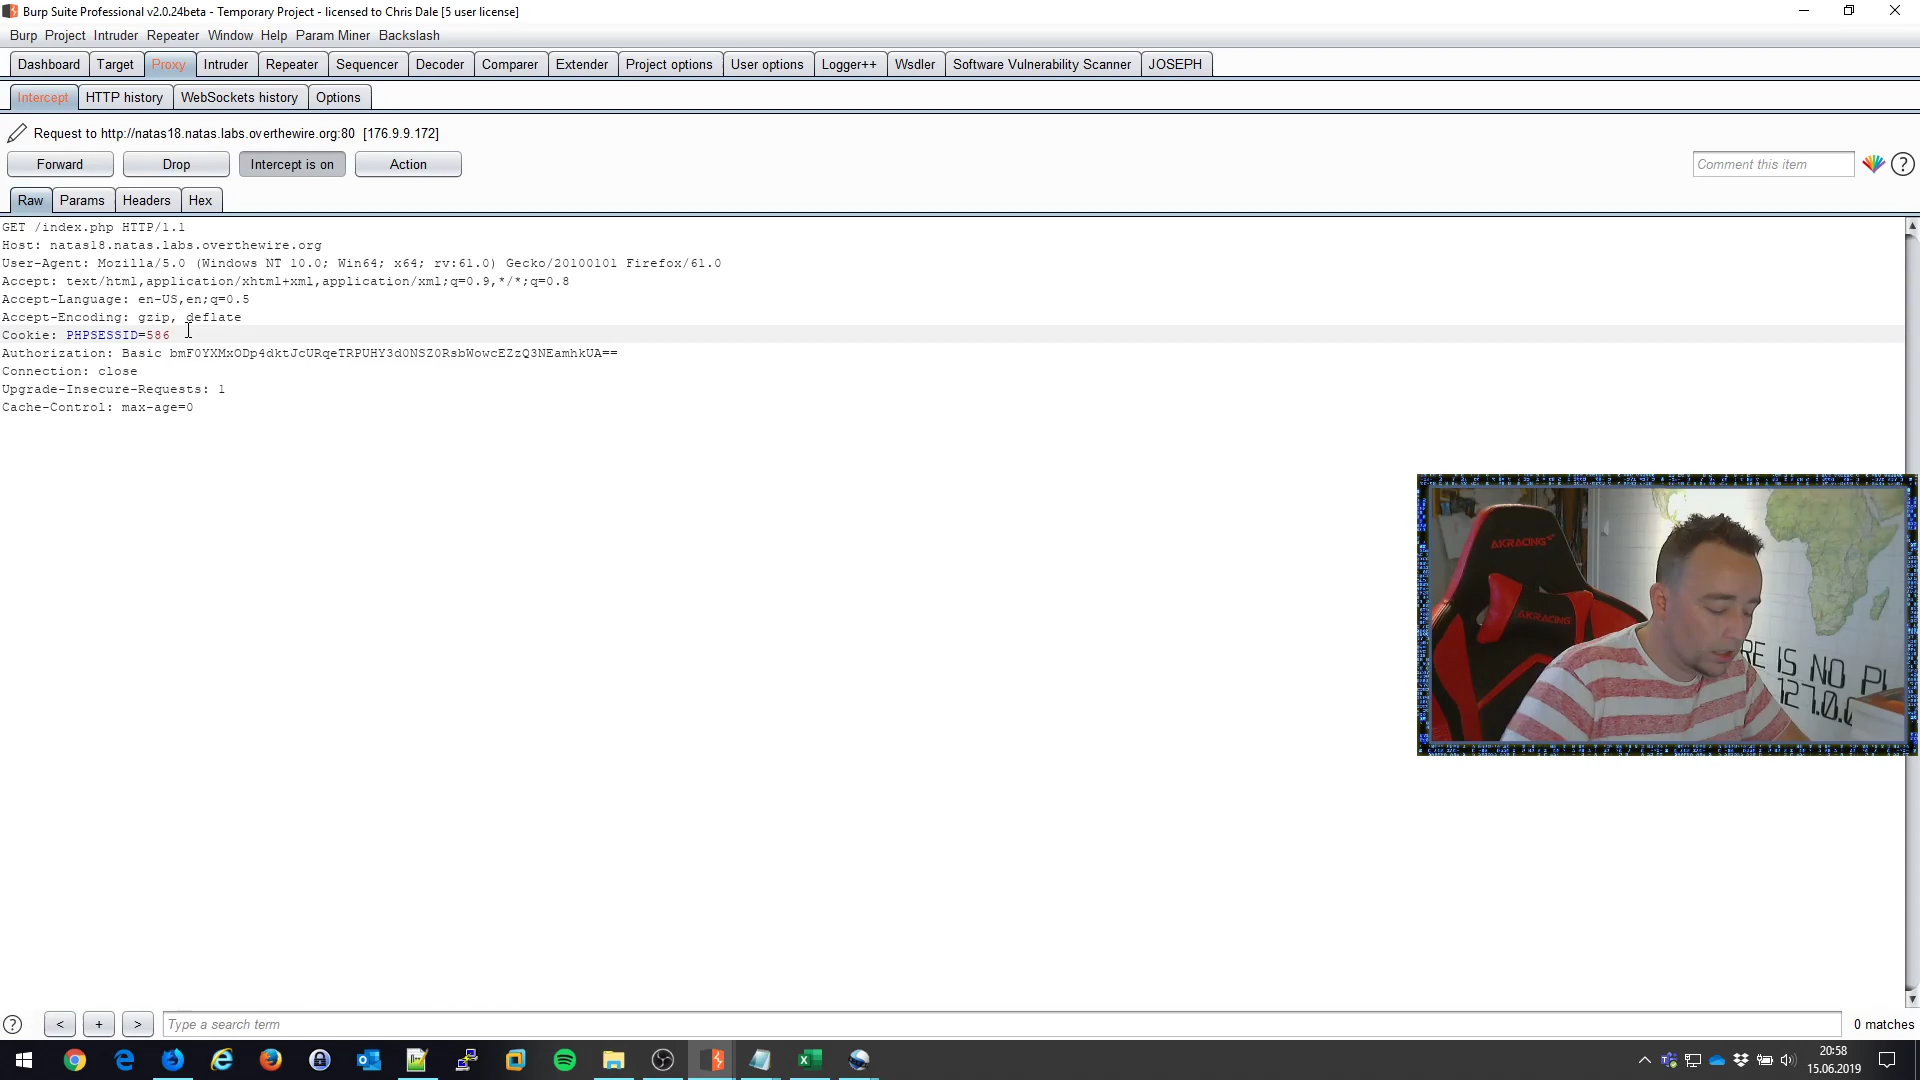 Burp Suite Professional v2.0.24beta - Temporary Project - licensed to Chris Dale [5 user license]
Burp Project Intruder Repeater Window Help Param Miner Backslash
Dashboard Target Proxy Intruder Repeater Sequencer Decoder Comparer Extender Project options User options Logger++ Wsdler Software Vulnerability Scanner JOSEPH
Intercept HTTP history WebSockets history Options
Request to http://natas18.natas.labs.overthewire.org:80 [176.9.9.172]
Forward Drop Intercept is on Action Comment this item ?
Raw Params Headers Hex
GET /index.php HTTP/1.1
Host: natas18.natas.labs.overthewire.org
User-Agent: Mozilla/5.0 (Windows NT 10.0; Win64; x64; rv:61.0) Gecko/20100101 Firefox/61.0
Accept: text/html,application/xhtml+xml,application/xml;q=0.9,*/*;q=0.8
Accept-Language: en-US,en;q=0.5
Accept-Encoding: gzip, deflate
Cookie: PHPSESSID=586
Authorization: Basic bmF0YXMxODp4dktJcURqeTRPUHY3d0NSZ0RsbWowcEZzQ3NEamhkUA==
Connection: close
Upgrade-Insecure-Requests: 1
Cache-Control: max-age=0
AKRACING
AKRACING
RE IS NO PL
127.0.0
? < + > Type a search term 0 matches
20:58
15.06.2019